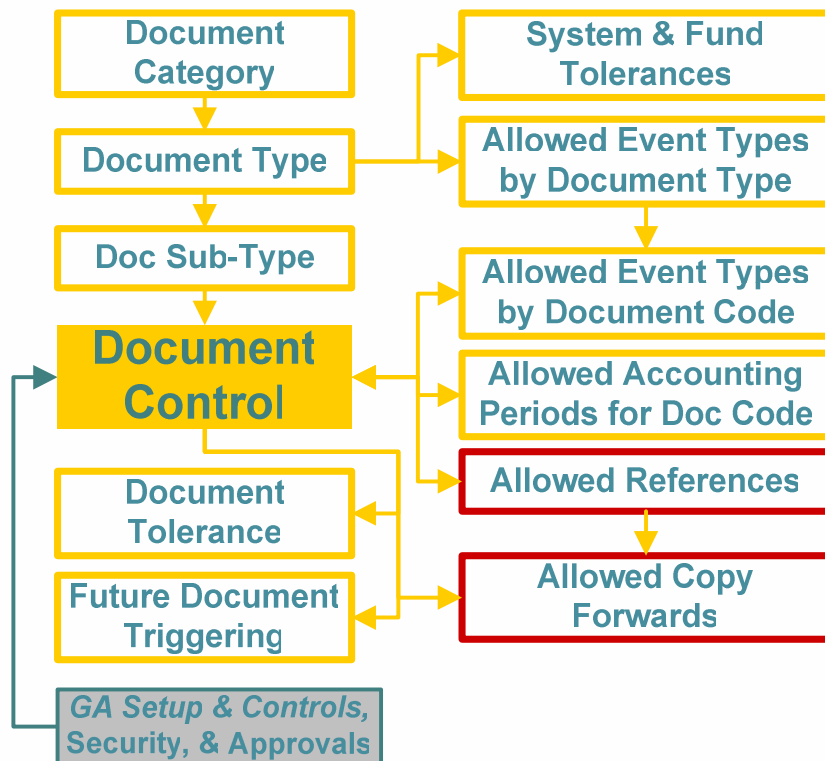 Document
Category
Document Type
Doc Sub-Type
Document
Control
Document
Tolerance
Future Document
Triggering
GA Setup & Controls,
Security, & Approvals
System & Fund
Tolerances
Allowed Event Types
by Document Type
Allowed Event Types
by Document Code
Allowed Accounting
Periods for Doc Code
Allowed References
Allowed Copy
Forwards